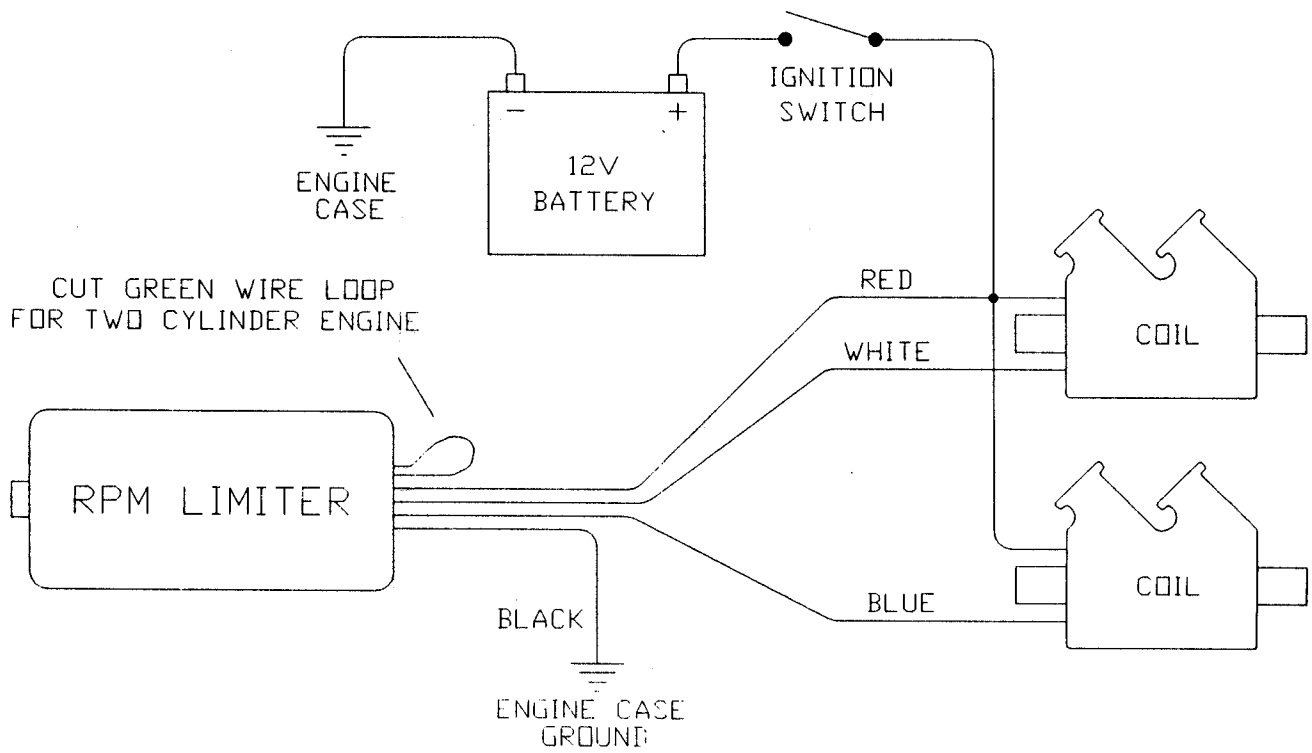 IGNITION
SWITCH
-
+
12V
BATTERY
ENGINE
CASE
CUT GREEN WIRE LOOP
FOR TWO CYLINDER ENGINE
RED
WHITE
COIL
RPM LIMITER
BLUE
COIL
BLACK
ENGINE CASE
GROUND